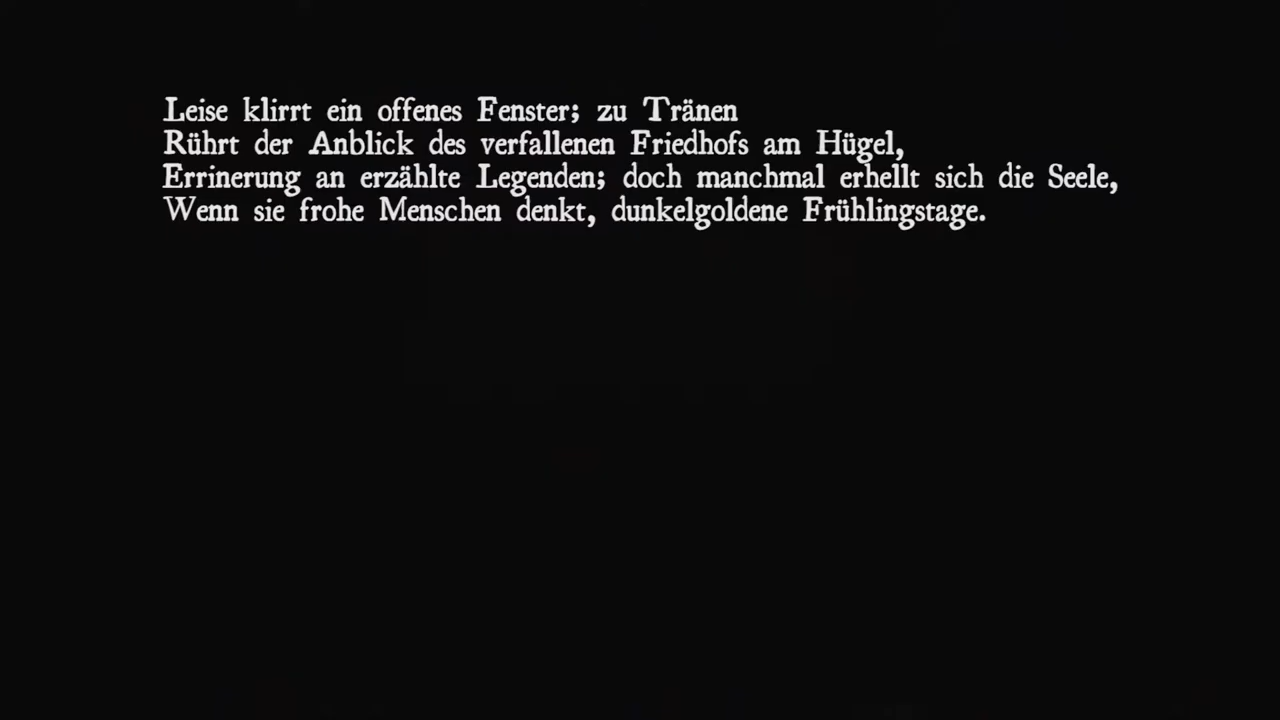 Leise klirrt ein offenes Fenster; zu Tränen
Rührt der Anblick des verfallenen Friedhofs am Hügel,
Errinerung an erzählte Legenden; doch manchmal erhellt sich die Seele,
Wenn sie frohe Menschen denkt, dunkelgoldene Frühlingstage.